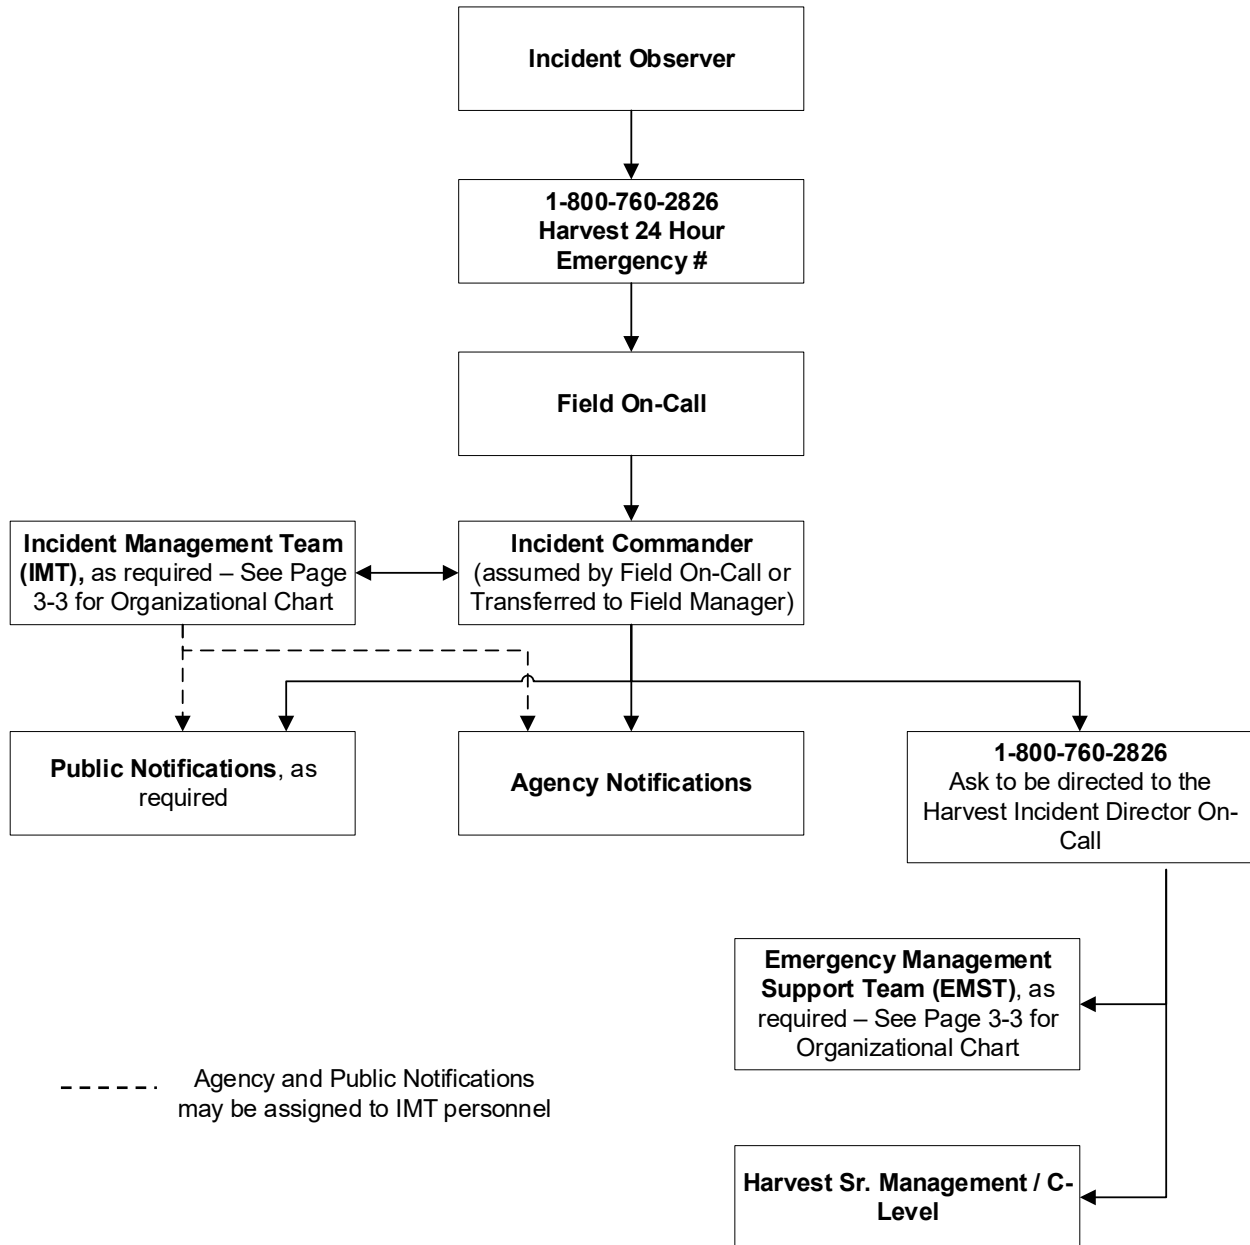 Incident Observer
1-800-760-2826
Harvest 24 Hour
Emergency #
Field On-Call
Incident Management Team
(IMT), as required – See Page
3-3 for Organizational Chart
Incident Commander
(assumed by Field On-Call or
Transferred to Field Manager)
Public Notifications, as
required
Agency Notifications
1-800-760-2826
Ask to be directed to the
Harvest Incident Director On-
Call
Emergency Management
Support Team (EMST), as
required – See Page 3-3 for
Organizational Chart
Agency and Public Notifications
may be assigned to IMT personnel
Harvest Sr. Management / C-
Level